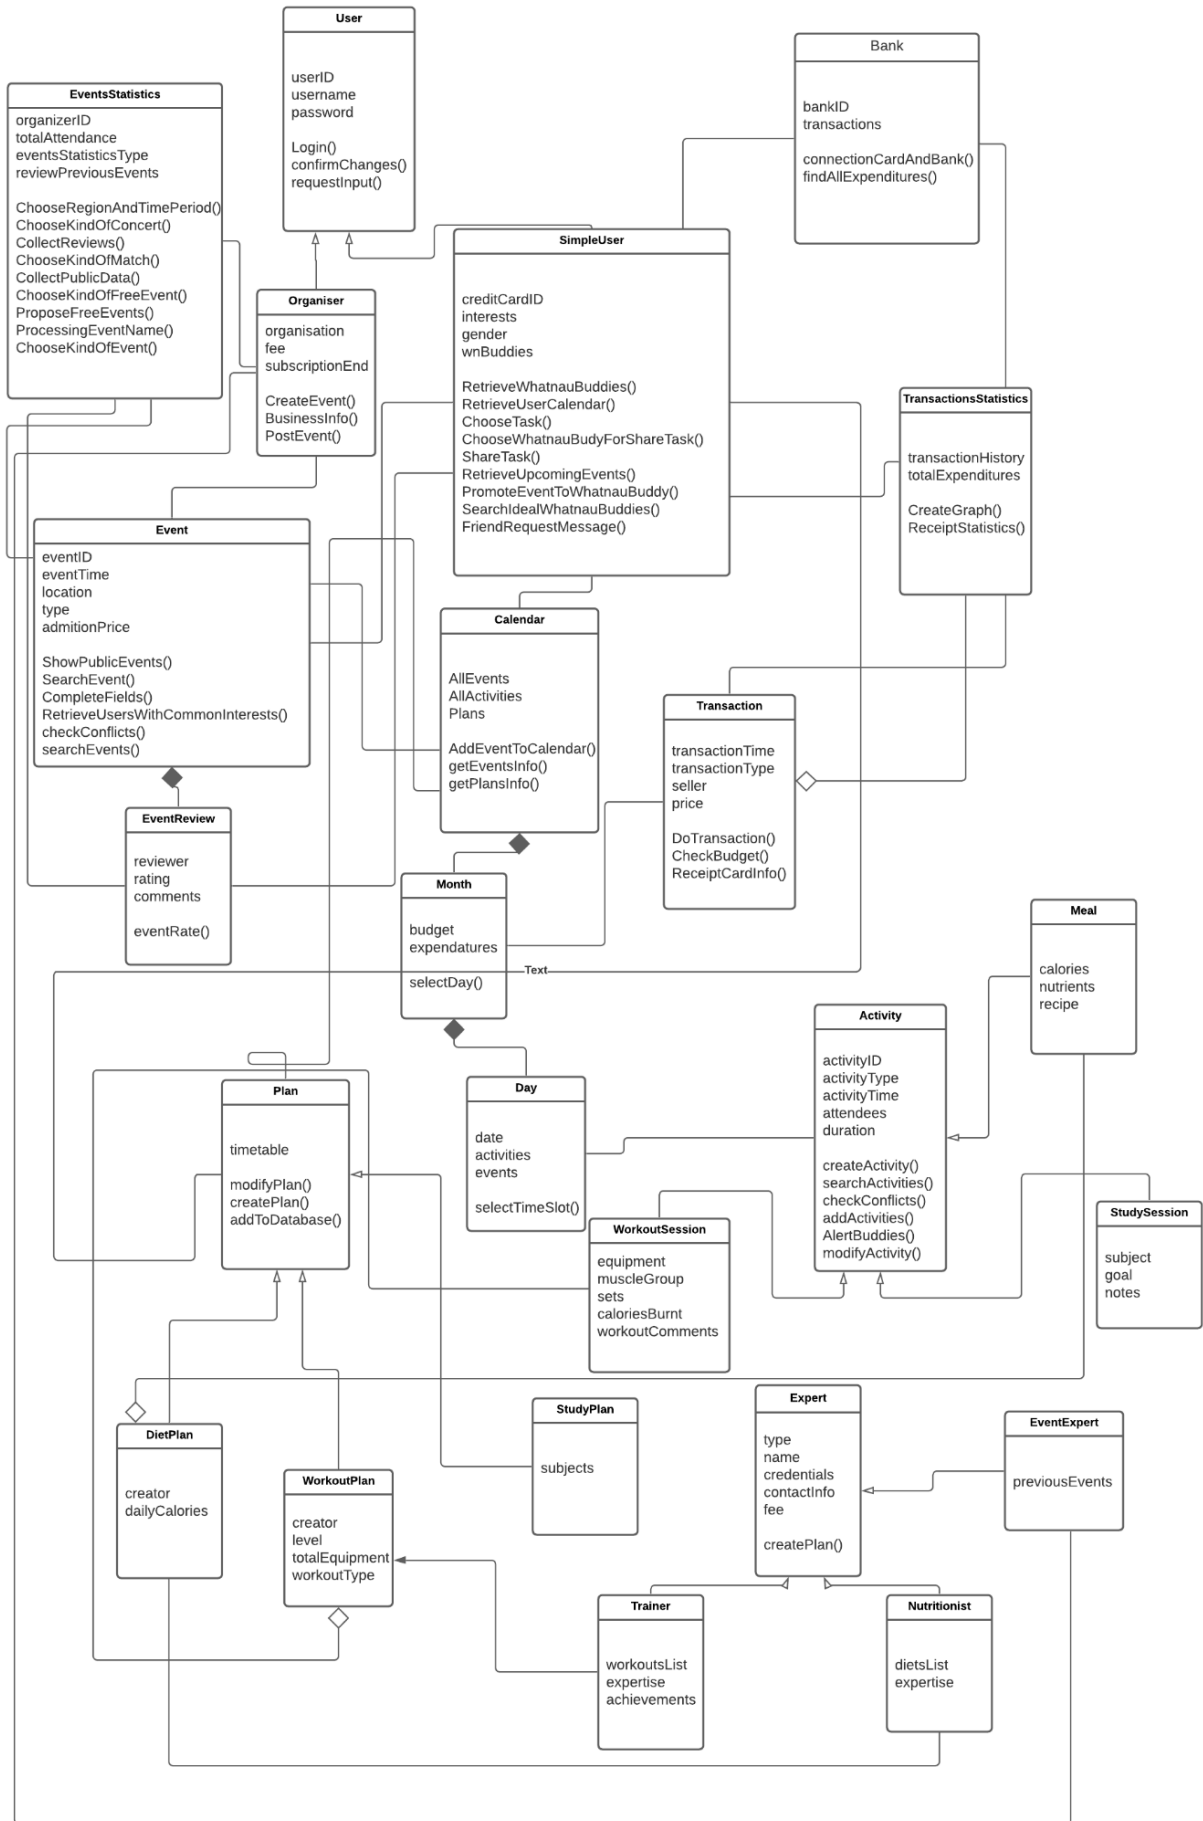 User
userID
username
password
Login()
confirmChanges()
requestInput()
Bank
bankID
transactions
connectionCardAndBank()
findAllExpenditures()
EventsStatistics
organizerID
totalAttendance
eventsStatisticsType
reviewPreviousEvents
ChooseRegionAndTimePeriod()
ChooseKindOfConcert()
CollectReviews()
ChooseKindOfMatch()
CollectPublicData()
ChooseKindOfFreeEvent()
ProposeFreeEvents()
ProcessingEventName()
ChooseKindOfEvent()
SimpleUser
creditCardID
interests
gender
wnBuddies
RetrieveWhatnauBuddies()
RetrieveUserCalendar()
ChooseTask()
ChooseWhatnauBudyForShareTask()
ShareTask()
RetrieveUpcomingEvents()
PromoteEventToWhatnauBuddy()
SearchIdealWhatnauBuddies()
FriendRequestMessage()
Organiser
organisation
fee
subscriptionEnd
CreateEvent()
BusinessInfo()
PostEvent()
TransactionsStatistics
transactionHistory
totalExpenditures
CreateGraph()
ReceiptStatistics()
Event
eventID
eventTime
location
type
admitionPrice
ShowPublicEvents()
SearchEvent()
CompleteFields()
RetrieveUsersWithCommonInterests()
checkConflicts()
searchEvents()
Calendar
AllEvents
AllActivities
Plans
AddEventToCalendar()
getEventsInfo()
getPlansInfo()
Transaction
transactionTime
transactionType
seller
price
DoTransaction()
CheckBudget()
ReceiptCardInfo()
EventReview
reviewer
rating
comments
eventRate()
Month
budget
expendatures
selectDay()
Text
Meal
calories
nutrients
recipe
Activity
activityID
activityType
activityTime
attendees
duration
createActivity()
searchActivities()
checkConflicts()
addActivities()
AlertBuddies()
modifyActivity()
Plan
timetable
modifyPlan()
createPlan()
addToDatabase()
Day
date
activities
events
selectTimeSlot()
StudySession
subject
goal
notes
WorkoutSession
equipment
muscleGroup
sets
caloriesBurnt
workoutComments
Expert
type
name
credentials
contactInfo
fee
createPlan()
StudyPlan
subjects
EventExpert
previousEvents
DietPlan
creator
dailyCalories
WorkoutPlan
creator
level
totalEquipment
workoutType
Trainer
workoutsList
expertise
achievements
Nutritionist
dietsList
expertise